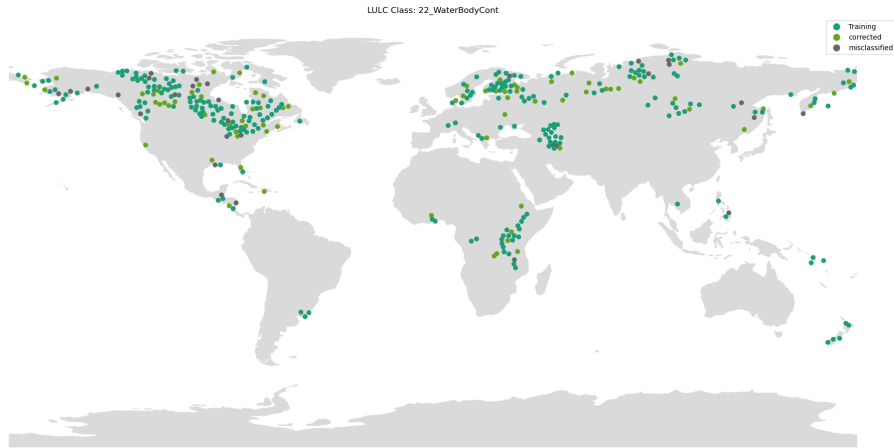 LULC Class: 22_WaterBodyCont
Training
corrected
misclassified